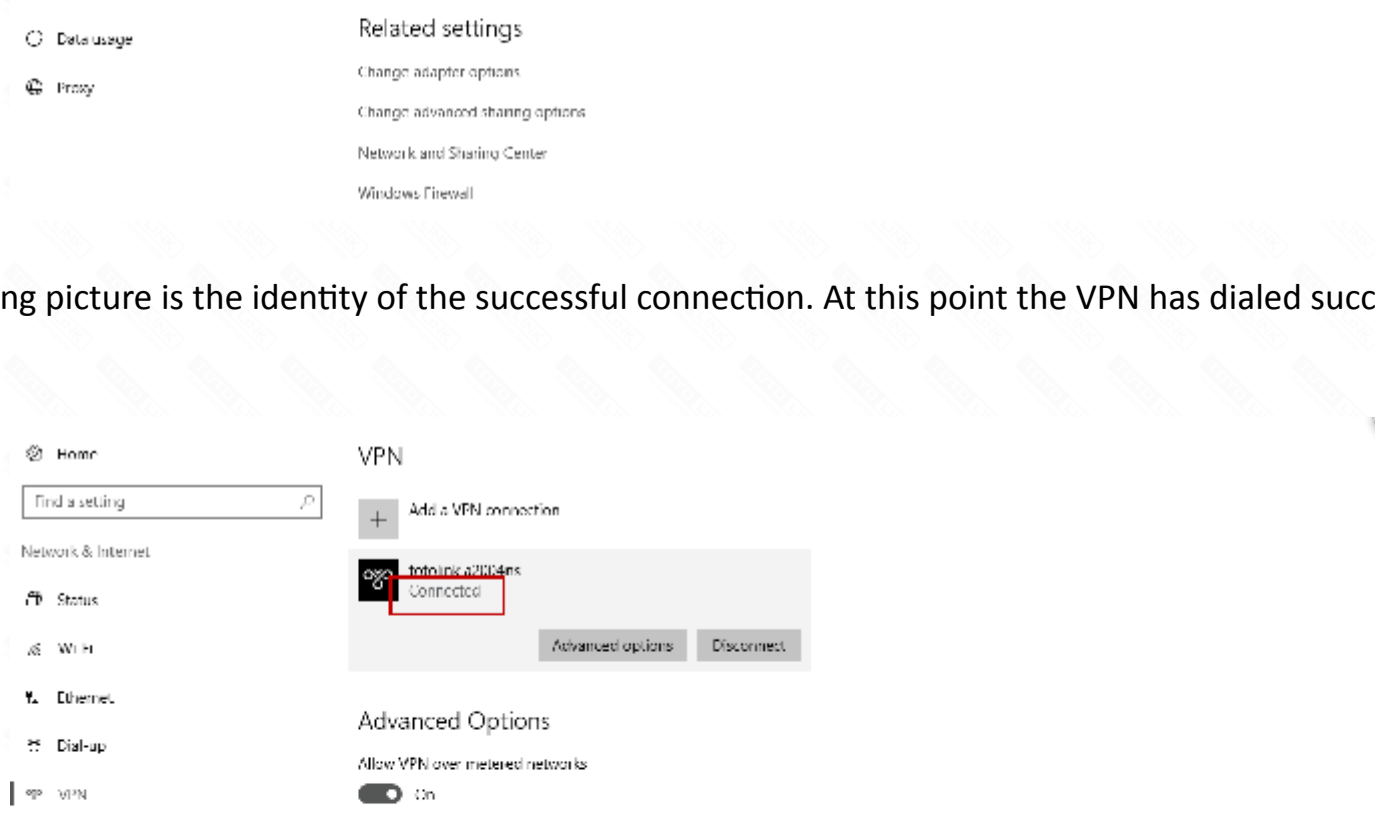 Data usage
Proxy
Related settings
Change adapter options
Change advanced sharing options
Network and Sharing Center
Windows Firewall
ng picture is the identity of the successful connection. At this point the VPN has dialed succ
Home
Find a setting
Network & Internet
Status
Wi-Fi
Ethernet
Dial-up
VPN
VPN
Add a VPN connection
totolink a2004ns
Connected
Advanced options
Disconnect
Advanced Options
Allow VPN over metered networks
On